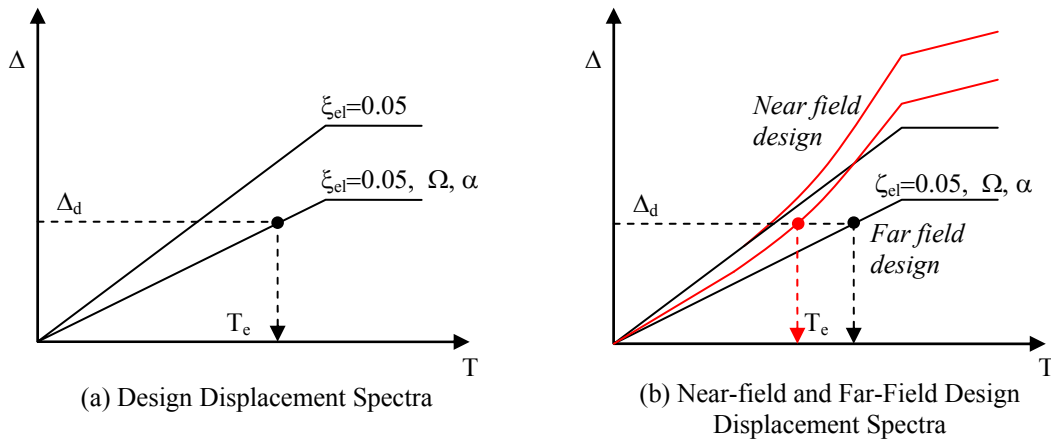 Δ
ξel=0.05
ξel=0.05, Ω, α
Δd
Te
T
(a) Design Displacement Spectra
Δ
Near field
design
ζel=0.05, Ω, α
Δd
Far field
design
Te
T
(b) Near-field and Far-Field Design
Displacement Spectra